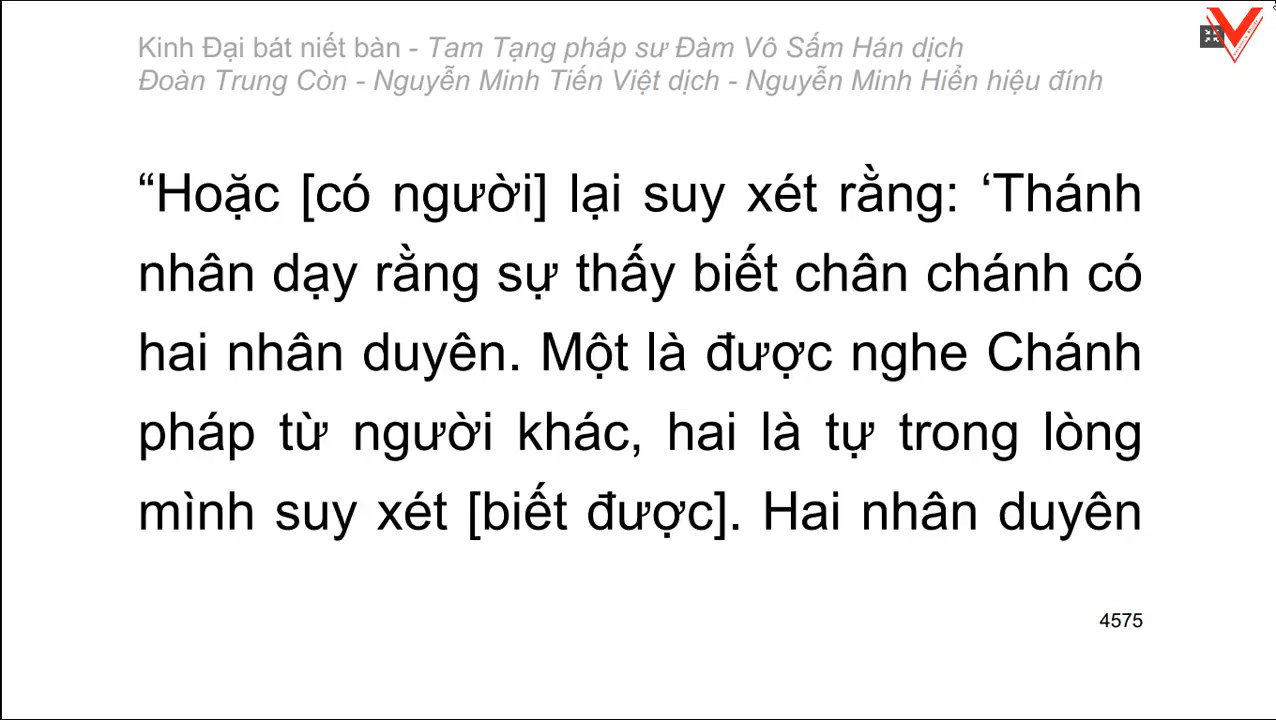 Kinh Đại bát niết bàn - Tam Tạng pháp sư Đàm Vô Sấm Hán dịch
Đoàn Trung Còn - Nguyễn Minh Tiến Việt dịch - Nguyễn Minh Hiển hiệu đính
“Hoặc [có người] lại suy xét rằng: ‘Thánh
nhân dạy rằng sự thấy biết chân chánh có
hai nhân duyên. Một là được nghe Chánh
pháp từ người khác, hai là tự trong lòng
mình suy xét [biết được]. Hai nhân duyên
4575